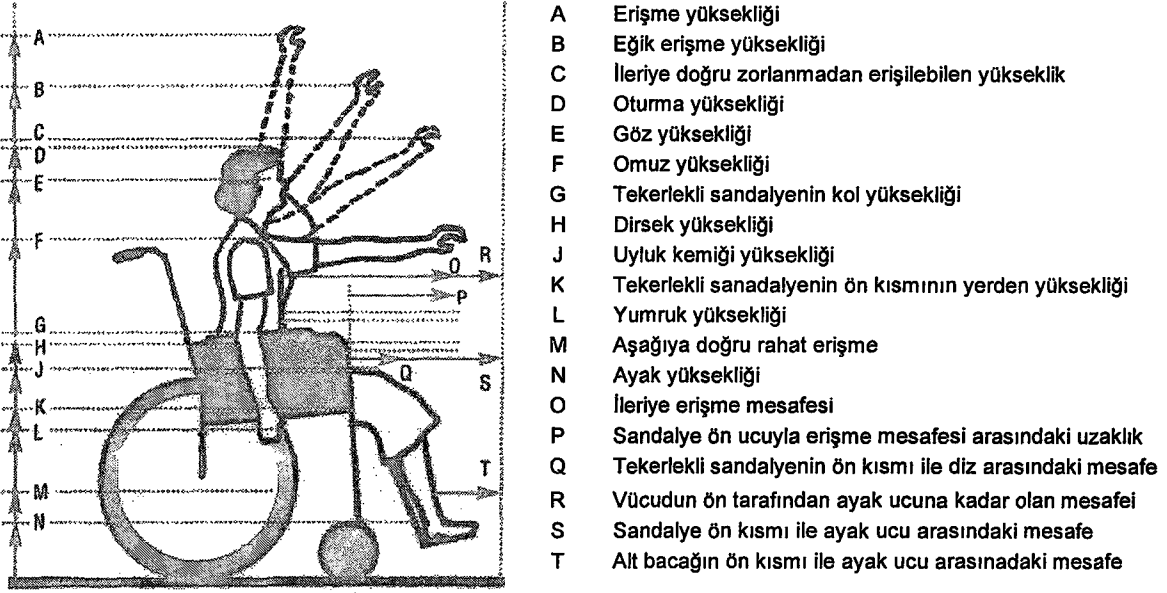 A Erişme yüksekliği
B Eğik erişme yüksekliği
C İleriye doğru zorlanmadan erişilebilen yükseklik
D Oturma yüksekliği
E Göz yüksekliği
F Omuz yüksekliği
G Tekerlekli sandalyenin kol yüksekliği
H Dirsek yüksekliği
J Uyluk kemiği yüksekliği
K Tekerlekli sanadalyenin ön kısmının yerden yüksekliği
L Yumruk yüksekliği
M Aşağıya doğru rahat erişme
N Ayak yüksekliği
O İleriye erişme mesafesi
P Sandalye ön ucuyla erişme mesafesi arasındaki uzaklık
Q Tekerlekli sandalyenin ön kısmı ile diz arasındaki mesafe
R Vücudun ön tarafından ayak ucuna kadar olan mesafei
S Sandalye ön kısmı ile ayak ucu arasındaki mesafe
T Alt bacağın ön kısmı ile ayak ucu arasınadaki mesafe
A
B
C
D
E
F
R
O
P
G
H
J
Q
S
K
L
T
M
N